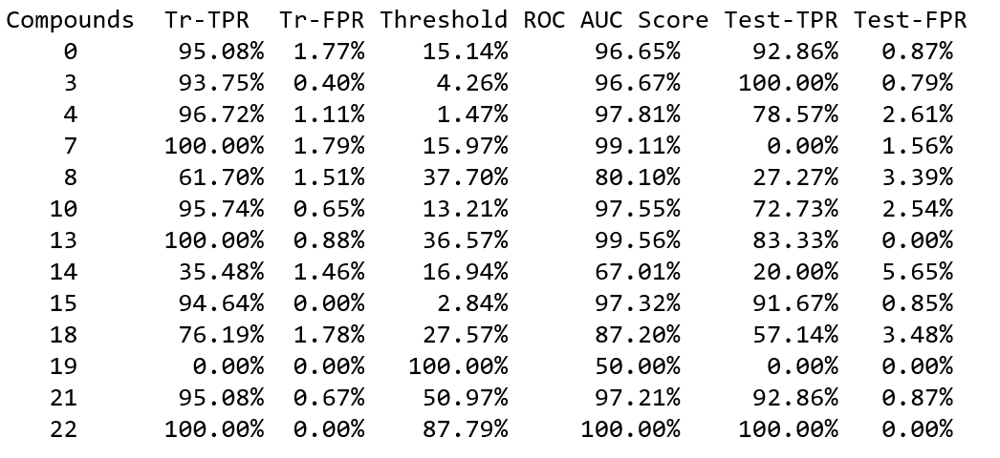 Compounds Tr-TPR Tr-FPR Threshold ROC AUC Score Test-TPR Test-FPR
0 95.08% 1.77% 15.14% 96.65% 92.86% 0.87%
3 93.75% 0.40% 4.26% 96.67% 100.00% 0.79%
4 96.72% 1.11% 1.47% 97.81% 78.57% 2.61%
7 100.00% 1.79% 15.97% 99.11% 0.00% 1.56%
8 61.70% 1.51% 37.70% 80.10% 27.27% 3.39%
10 95.74% 0.65% 13.21% 97.55% 72.73% 2.54%
13 100.00% 0.88% 36.57% 99.56% 83.33% 0.00%
14 35.48% 1.46% 16.94% 67.01% 20.00% 5.65%
15 94.64% 0.00% 2.84% 97.32% 91.67% 0.85%
18 76.19% 1.78% 27.57% 87.20% 57.14% 3.48%
19 0.00% 0.00% 100.00% 50.00% 0.00% 0.00%
21 95.08% 0.67% 50.97% 97.21% 92.86% 0.87%
22 100.00% 0.00% 87.79% 100.00% 100.00% 0.00%